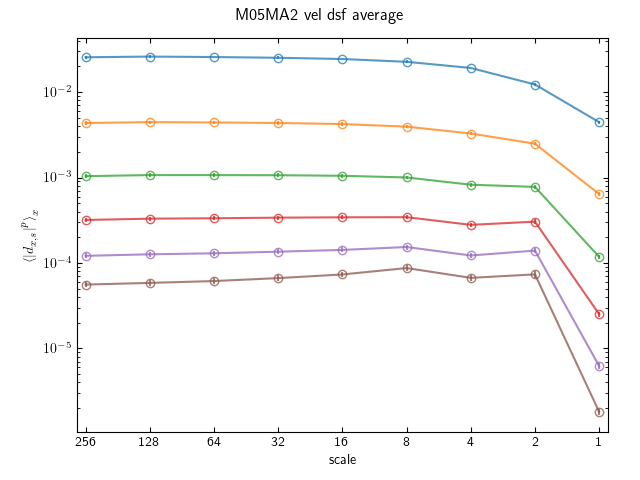 M05MA2 vel dsf average
⟨|d_{x,s}|^p⟩_x
10^{-2}
10^{-3}
10^{-4}
10^{-5}
256 128 64 32 16 8 4 2 1
scale